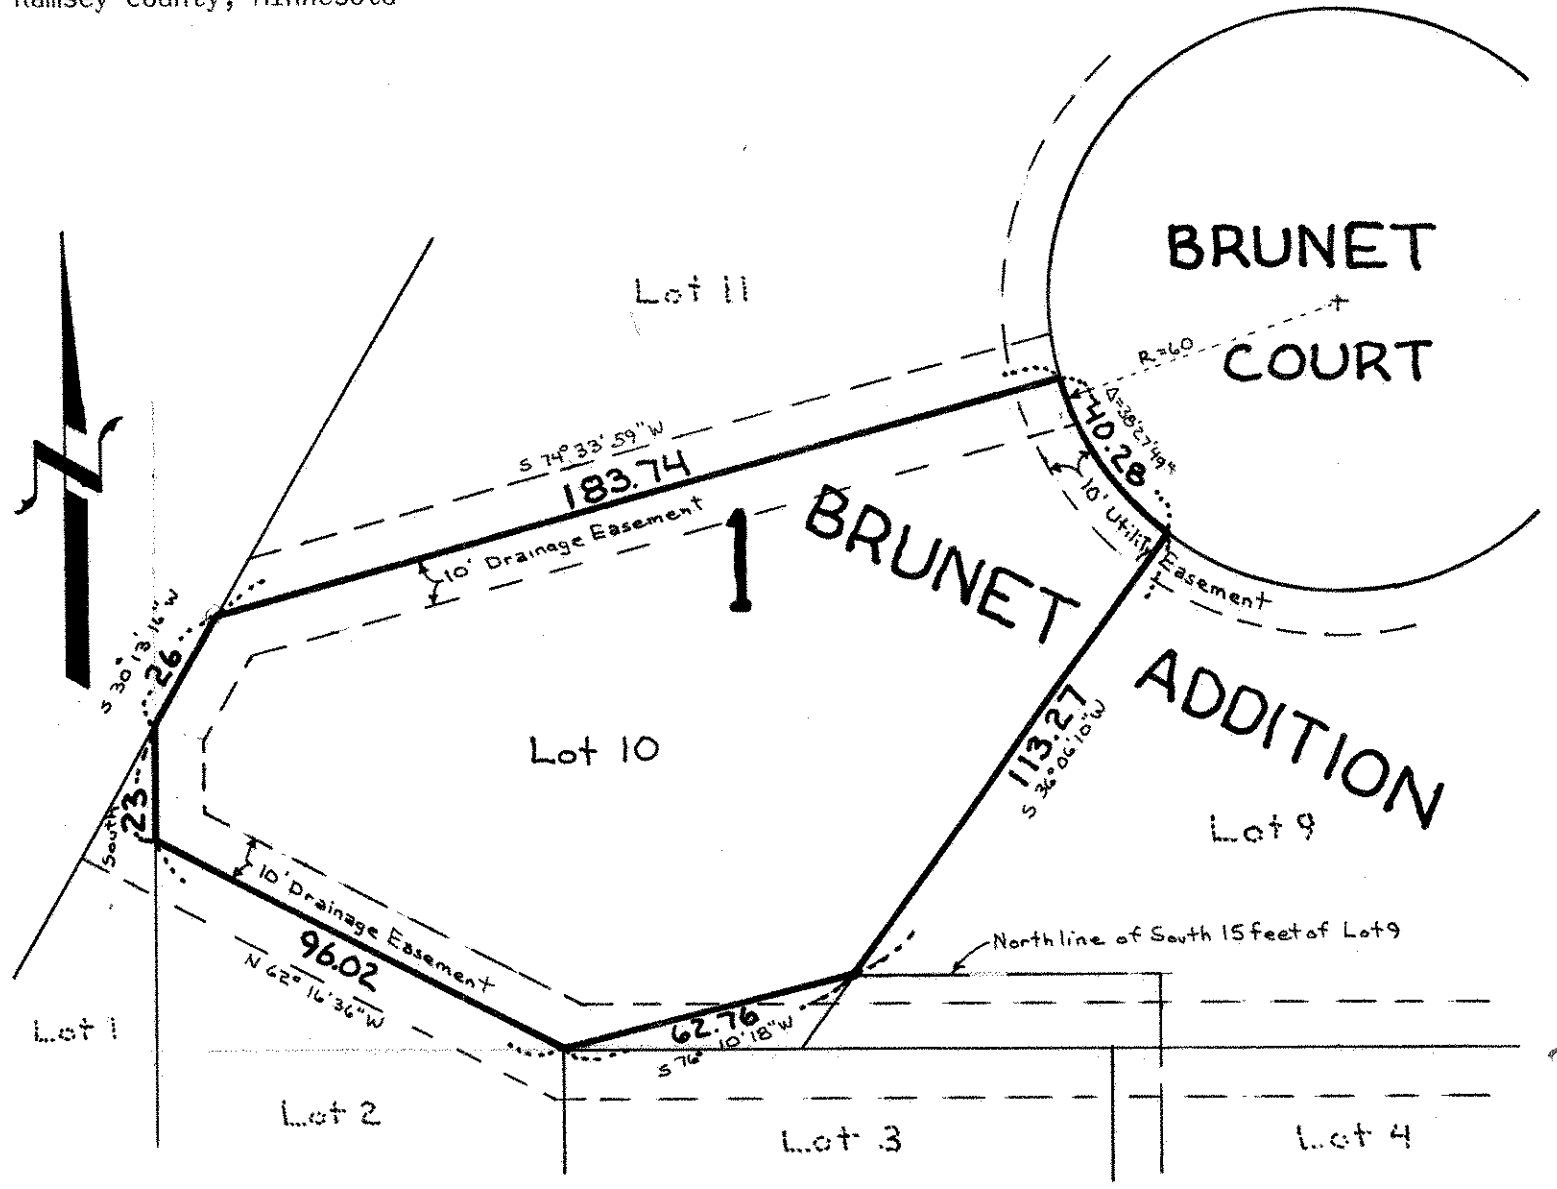 Ramsey County, Minnesota
BRUNET
COURT
R=60
Δ=38°27'49"
40.28
Lot 11
S 74° 33' 59" W
183.74
10' Drainage Easement
10' Utility Easement
1
BRUNET
ADDITION
S 30° 13' 16" W
26
Lot 10
113.27
S 36° 06' 10" W
South
23
Lot 9
10' Drainage Easement
96.02
N 62° 16' 36" W
North line of South 15 feet of Lot 9
62.76
S 76° 10' 18" W
Lot 1
Lot 2
Lot 3
Lot 4